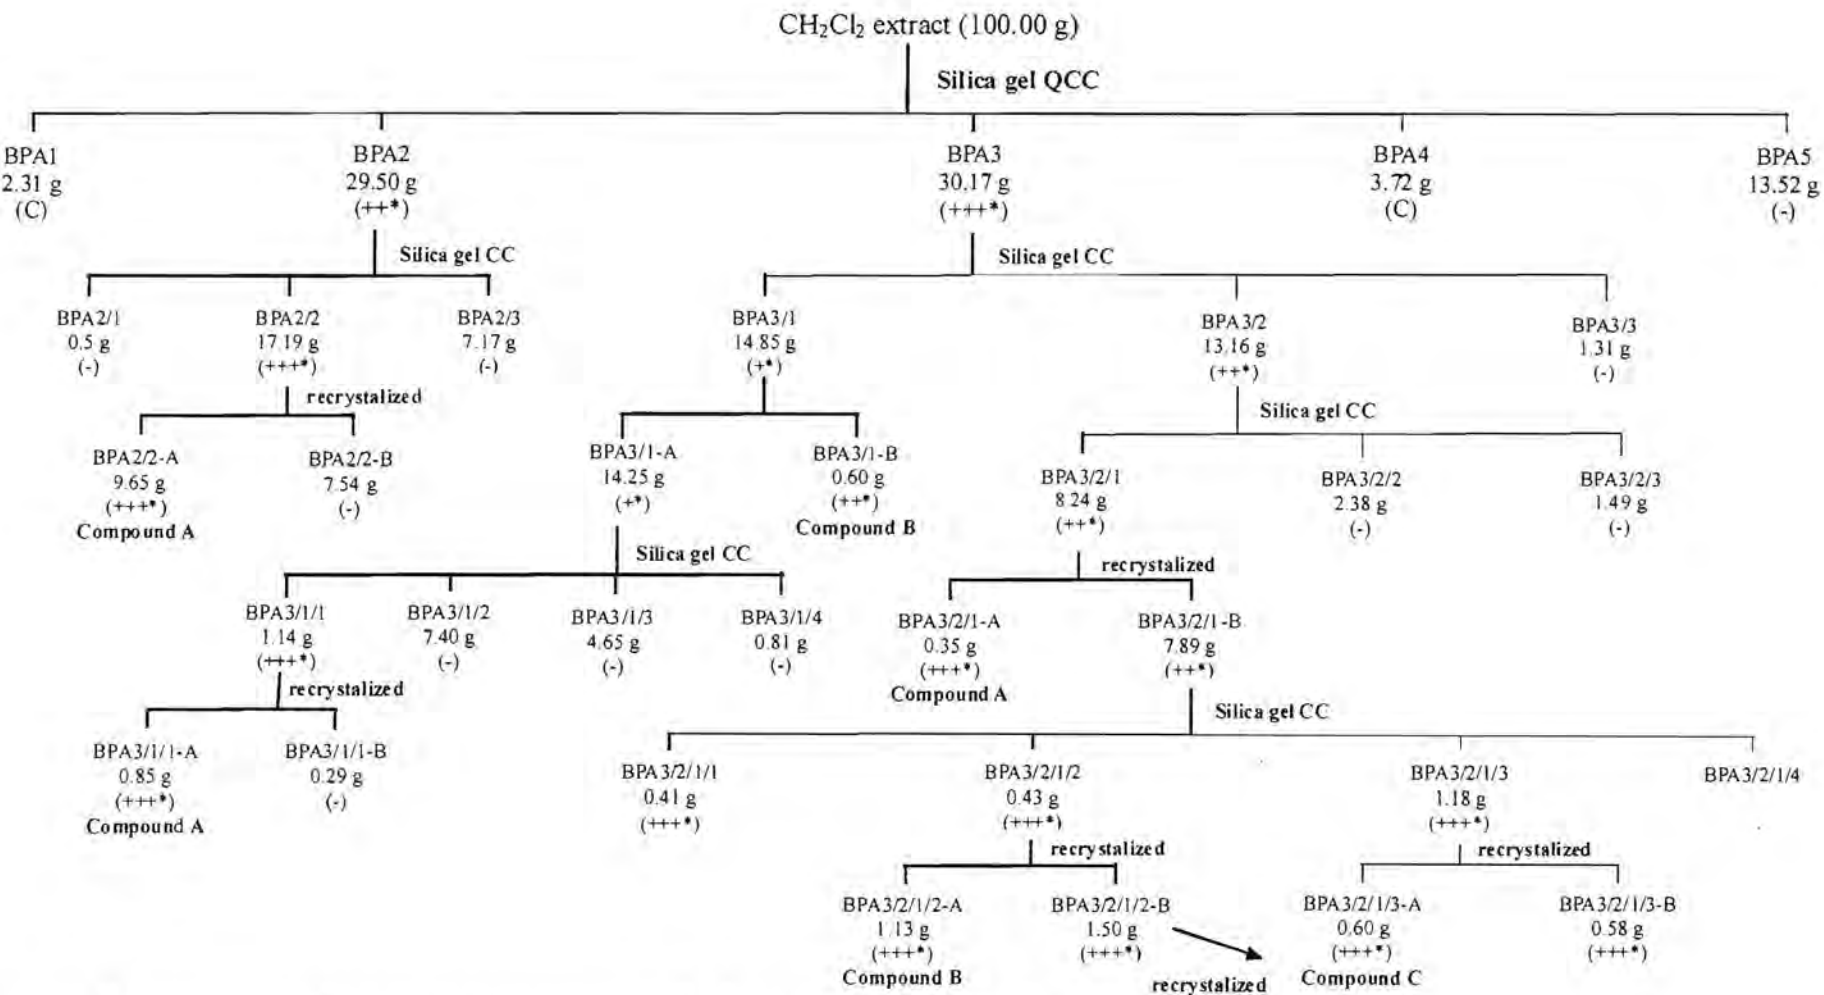 CH₂Cl₂ extract (100.00 g)
Silica gel QCC
BPA1
2.31 g
(C)
BPA2
29.50 g
(++*)
BPA3
30.17 g
(+++*)
BPA4
3.72 g
(C)
BPA5
13.52 g
(-)
Silica gel CC
Silica gel CC
BPA2/1
0.5 g
(-)
BPA2/2
17.19 g
(+++*)
BPA2/3
7.17 g
(-)
BPA3/1
14.85 g
(+*)
BPA3/2
13.16 g
(++*)
BPA3/3
1.31 g
(-)
recrystalized
Silica gel CC
BPA2/2-A
9.65 g
(+++*)
Compound A
BPA2/2-B
7.54 g
(-)
BPA3/1-A
14.25 g
(+*)
BPA3/1-B
0.60 g
(++*)
Compound B
BPA3/2/1
8.24 g
(++*)
BPA3/2/2
2.38 g
(-)
BPA3/2/3
1.49 g
(-)
Silica gel CC
recrystalized
BPA3/1/1
1.14 g
(+++*)
BPA3/1/2
7.40 g
(-)
BPA3/1/3
4.65 g
(-)
BPA3/1/4
0.81 g
(-)
BPA3/2/1-A
0.35 g
(+++*)
Compound A
BPA3/2/1-B
7.89 g
(++*)
recrystalized
Silica gel CC
BPA3/1/1-A
0.85 g
(+++*)
Compound A
BPA3/1/1-B
0.29 g
(-)
BPA3/2/1/1
0.41 g
(+++*)
BPA3/2/1/2
0.43 g
(+++*)
BPA3/2/1/3
1.18 g
(+++*)
BPA3/2/1/4
recrystalized
recrystalized
BPA3/2/1/2-A
1.13 g
(+++*)
Compound B
BPA3/2/1/2-B
1.50 g
(+++*)
recrystalized
BPA3/2/1/3-A
0.60 g
(+++*)
Compound C
BPA3/2/1/3-B
0.58 g
(+++*)